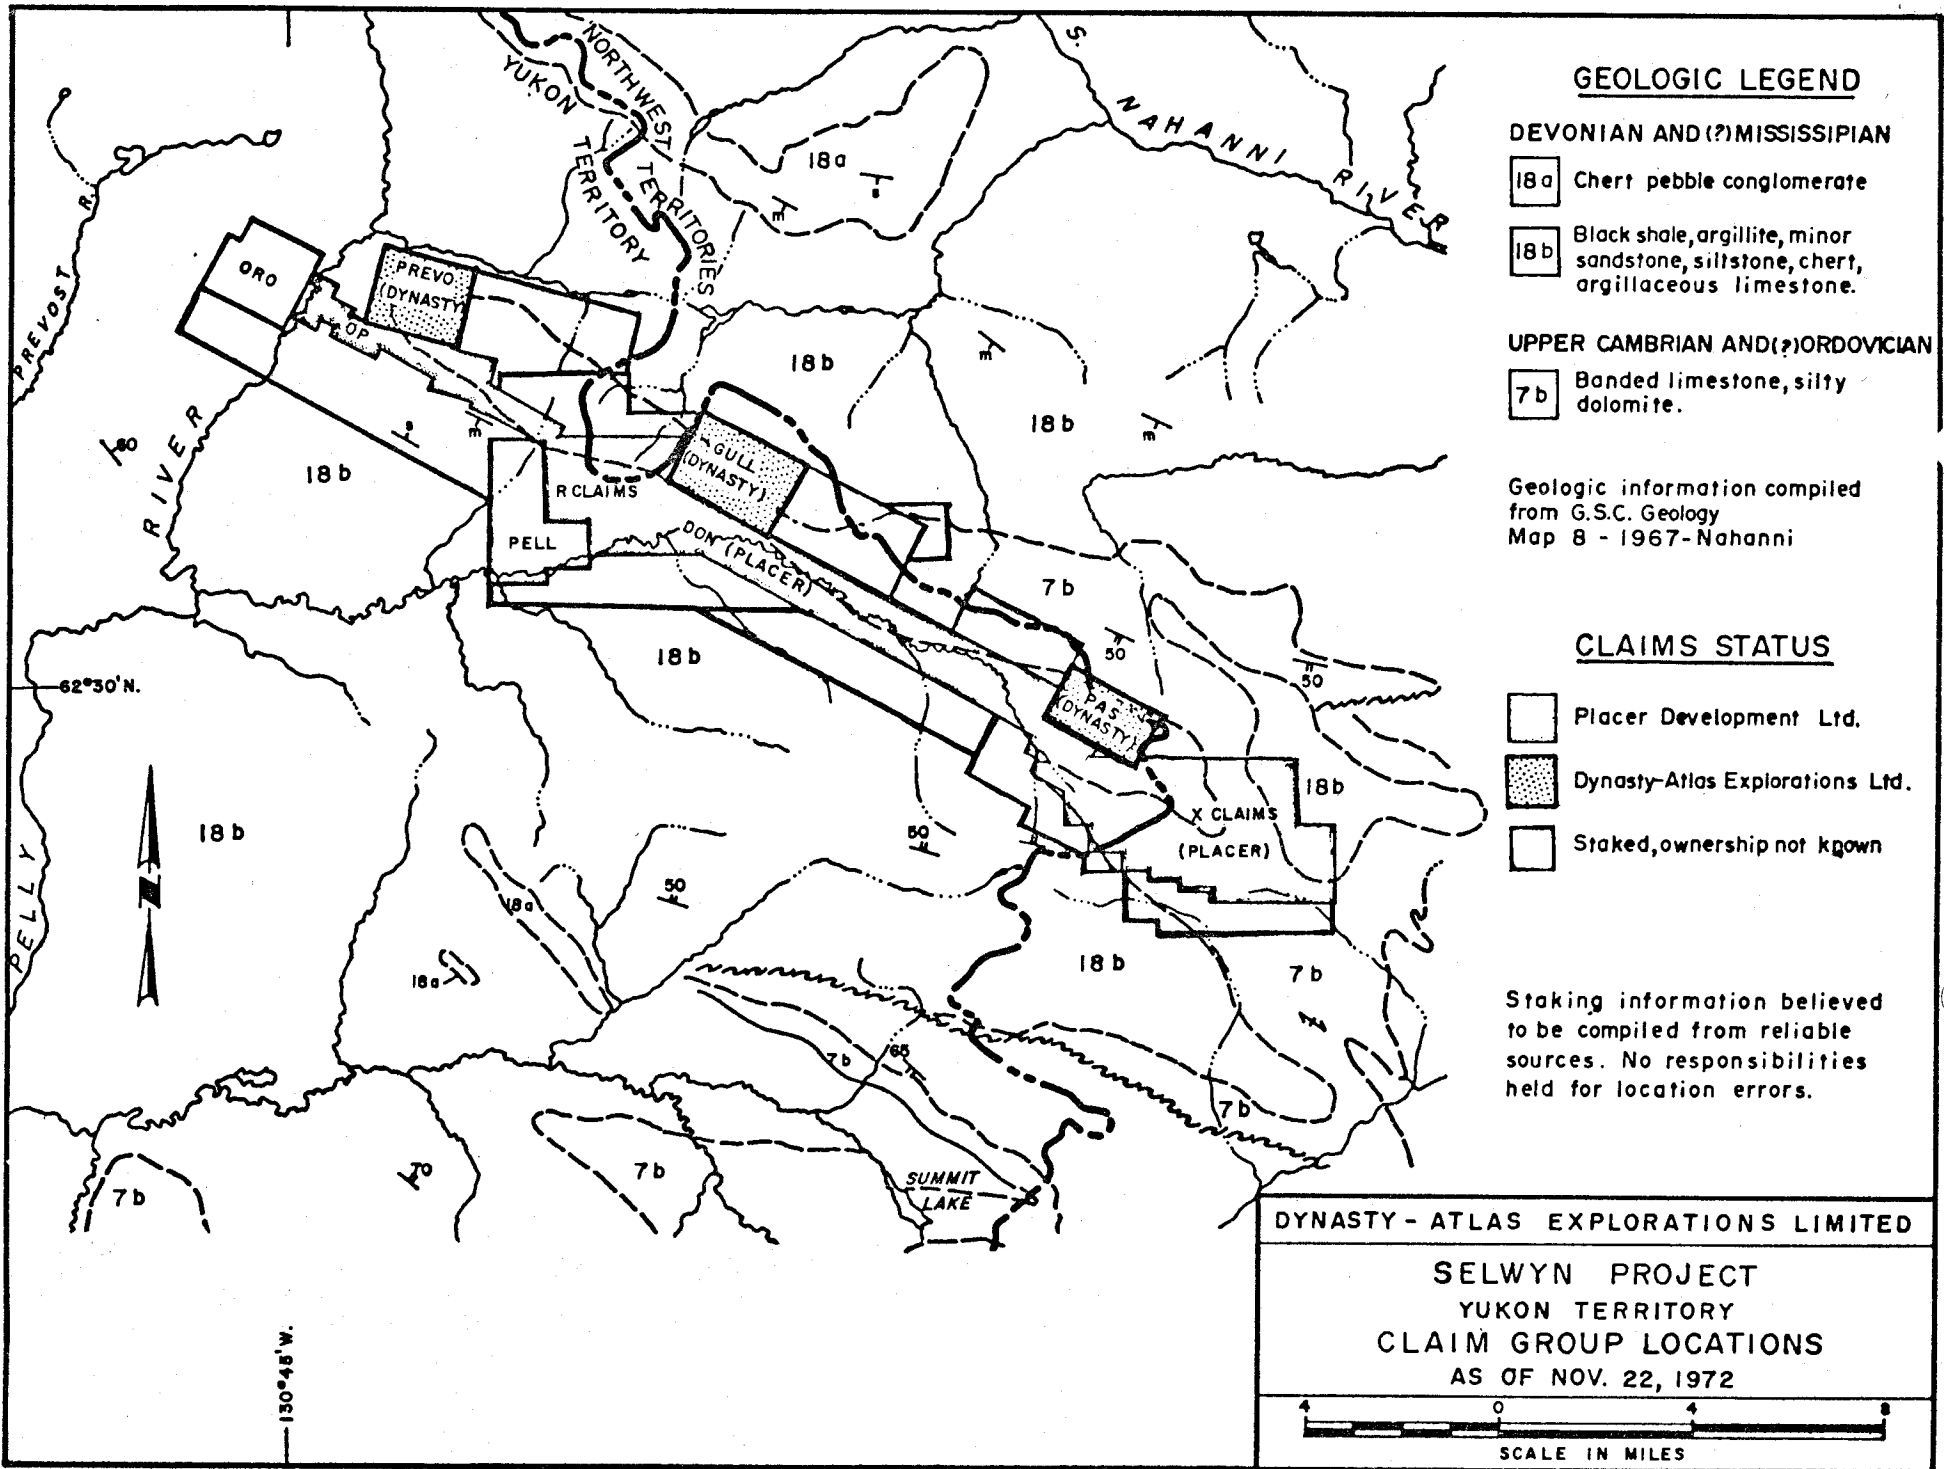 NORTHWEST TERRITORIES
YUKON TERRITORY
S. NAHANNI RIVER
18a
PREVOST R.
ORO
PREVO
(DYNASTY
OP
18b
18b
60
RIVER
18b
GULL
(DYNASTY)
R CLAIMS
PELL
DON (PLACER)
7b
50
50
18b
62°30'N.
PAS
(DYNASTY)
18b
X CLAIMS
(PLACER)
18b
50
50
18a
PELLY
18a
18b
7b
7b
65
7b
70
7b
7b
SUMMIT
LAKE
130°45'W.
m
m
m
m
GEOLOGIC LEGEND
DEVONIAN AND (?) MISSISSIPIAN
18a Chert pebble conglomerate
18b Black shale, argillite, minor
sandstone, siltstone, chert,
argillaceous limestone.
UPPER CAMBRIAN AND (?) ORDOVICIAN
7b Banded limestone, silty
dolomite.
Geologic information compiled
from G.S.C. Geology
Map 8 - 1967 - Nahanni
CLAIMS STATUS
Placer Development Ltd.
Dynasty-Atlas Explorations Ltd.
Staked, ownership not known
Staking information believed
to be compiled from reliable
sources. No responsibilities
held for location errors.
DYNASTY - ATLAS EXPLORATIONS LIMITED
SELWYN PROJECT
YUKON TERRITORY
CLAIM GROUP LOCATIONS
AS OF NOV. 22, 1972
4 0 4 8
SCALE IN MILES